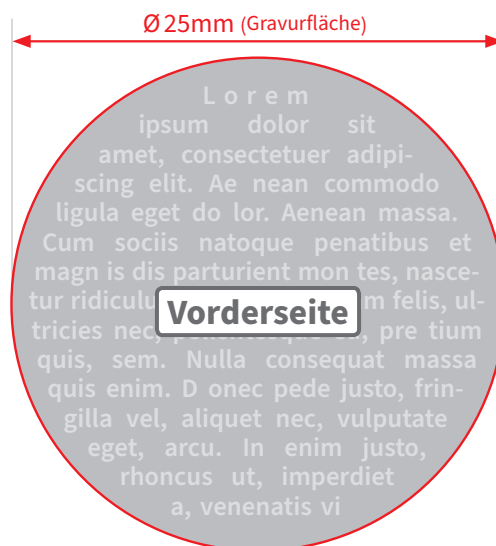 Ø 25mm (Gravurfläche)
Lorem
ipsum dolor sit
amet, consectetuer adipi-
scing elit. Ae nean commodo
ligula eget do lor. Aenean massa.
Cum sociis natoque penatibus et
magn is dis parturient mon tes, nasce-
tur ridiculu m felis, ul-
Vorderseite
tricies nec, pre tium
quis, sem. Nulla consequat massa
quis enim. D onec pede justo, frin-
gilla vel, aliquet nec, vulputate
eget, arcu. In enim justo,
rhoncus ut, imperdiet
a, venenatis vi